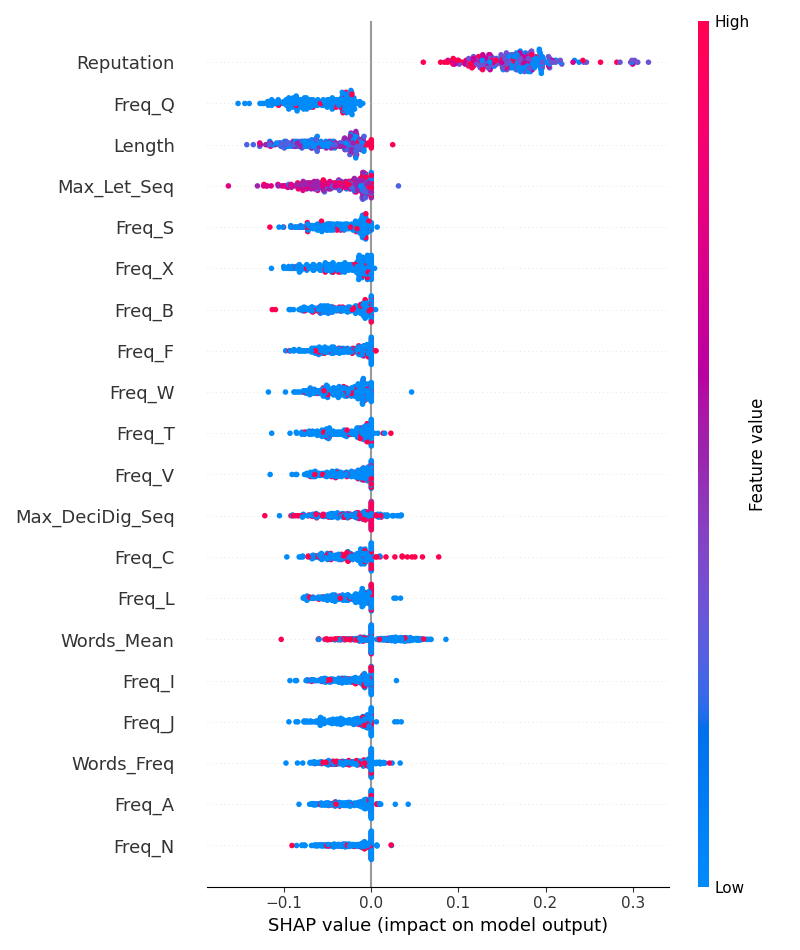 High
Reputation
Freq_Q
Length
Max_Let_Seq
Freq_S
Freq_X
Freq_B
Freq_F
Freq_W
Freq_T
Freq_V
Max_DeciDig_Seq
Freq_C
Freq_L
Words_Mean
Freq_I
Freq_J
Words_Freq
Freq_A
Freq_N
Feature value
Low
−0.1 0.0 0.1 0.2 0.3
SHAP value (impact on model output)